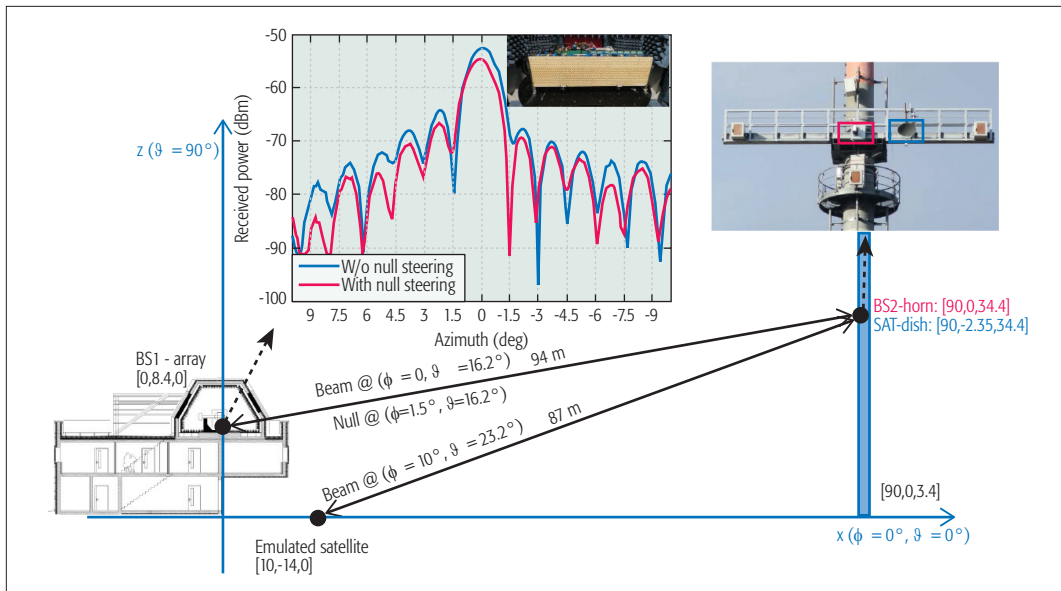 -50
-60
-70
-80
-90
-100
Received power (dBm)
W/o null steering
With null steering
9 7.5 6 4.5 3 1.5 0 -1.5 -3 -4.5 -6 -7.5 -9
Azimuth (deg)
z (ϑ = 90°)
BS1 - array
[0,8.4,0]
BS2-horn: [90,0,34.4]
SAT-dish: [90,-2.35,34.4]
Beam @ (ϕ = 0, ϑ =16.2°) 94 m
Null @ (ϕ=1.5°, ϑ=16.2°)
Beam @ (ϕ = 10°, ϑ = 23.2°) 87 m
[90,0,3.4]
x (ϕ = 0°, ϑ = 0°)
Emulated satellite
[10,-14,0]